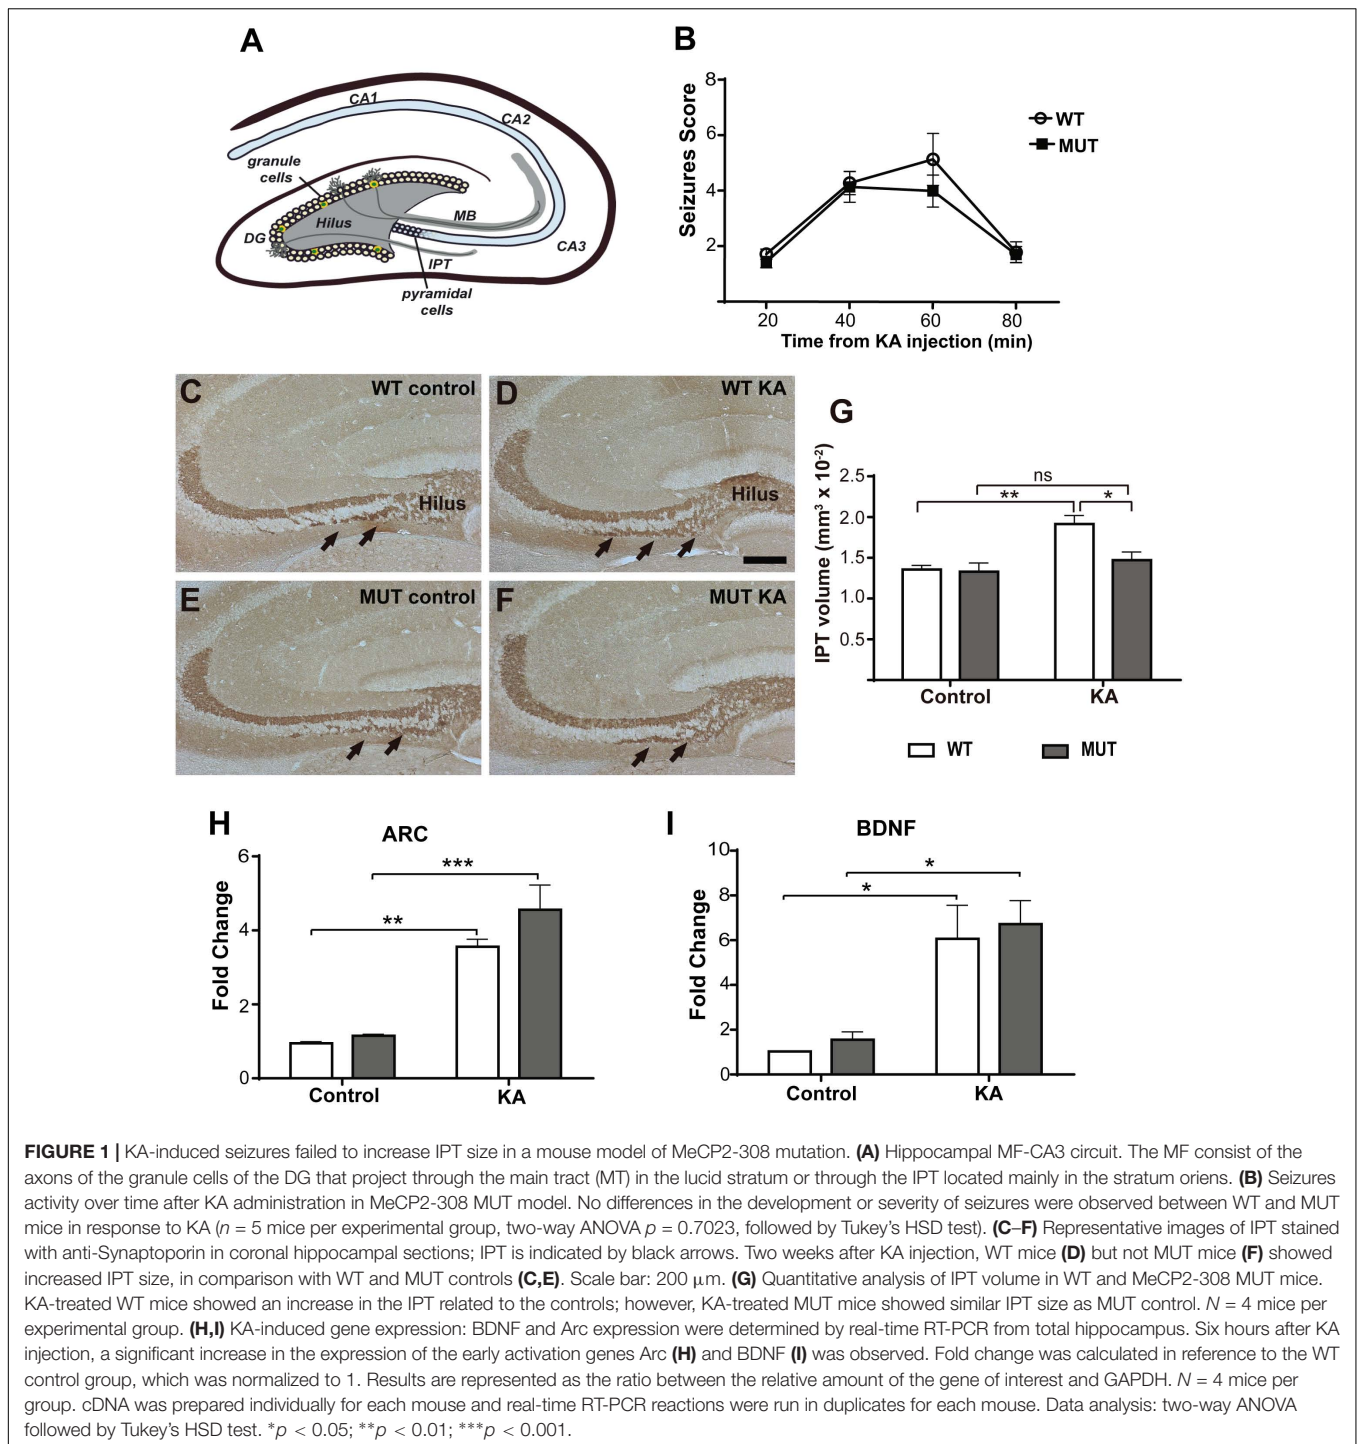 A
CA1
CA2
granule
cells
Hilus
MB
DG
CA3
IPT
pyramidal
cells
B
Seizures Score
8
6
4
2
20 40 60 80
Time from KA injection (min)
WT
MUT
C WT control
Hilus
D WT KA
Hilus
E MUT control
F MUT KA
G
IPT volume (mm³ x 10⁻²)
2.5
2.0
1.5
1.0
0.5
ns
** *
Control KA
WT MUT
H
ARC
Fold Change
6
4
2
0
***
**
Control KA
I
BDNF
Fold Change
10
8
6
4
2
0
*
*
Control KA
FIGURE 1 | KA-induced seizures failed to increase IPT size in a mouse model of MeCP2-308 mutation. (A) Hippocampal MF-CA3 circuit. The MF consist of the
axons of the granule cells of the DG that project through the main tract (MT) in the lucid stratum or through the IPT located mainly in the stratum oriens. (B) Seizures
activity over time after KA administration in MeCP2-308 MUT model. No differences in the development or severity of seizures were observed between WT and MUT
mice in response to KA (n = 5 mice per experimental group, two-way ANOVA p = 0.7023, followed by Tukey's HSD test). (C–F) Representative images of IPT stained
with anti-Synaptoporin in coronal hippocampal sections; IPT is indicated by black arrows. Two weeks after KA injection, WT mice (D) but not MUT mice (F) showed
increased IPT size, in comparison with WT and MUT controls (C,E). Scale bar: 200 μm. (G) Quantitative analysis of IPT volume in WT and MeCP2-308 MUT mice.
KA-treated WT mice showed an increase in the IPT related to the controls; however, KA-treated MUT mice showed similar IPT size as MUT control. N = 4 mice per
experimental group. (H,I) KA-induced gene expression: BDNF and Arc expression were determined by real-time RT-PCR from total hippocampus. Six hours after KA
injection, a significant increase in the expression of the early activation genes Arc (H) and BDNF (I) was observed. Fold change was calculated in reference to the WT
control group, which was normalized to 1. Results are represented as the ratio between the relative amount of the gene of interest and GAPDH. N = 4 mice per
group. cDNA was prepared individually for each mouse and real-time RT-PCR reactions were run in duplicates for each mouse. Data analysis: two-way ANOVA
followed by Tukey's HSD test. *p < 0.05; **p < 0.01; ***p < 0.001.